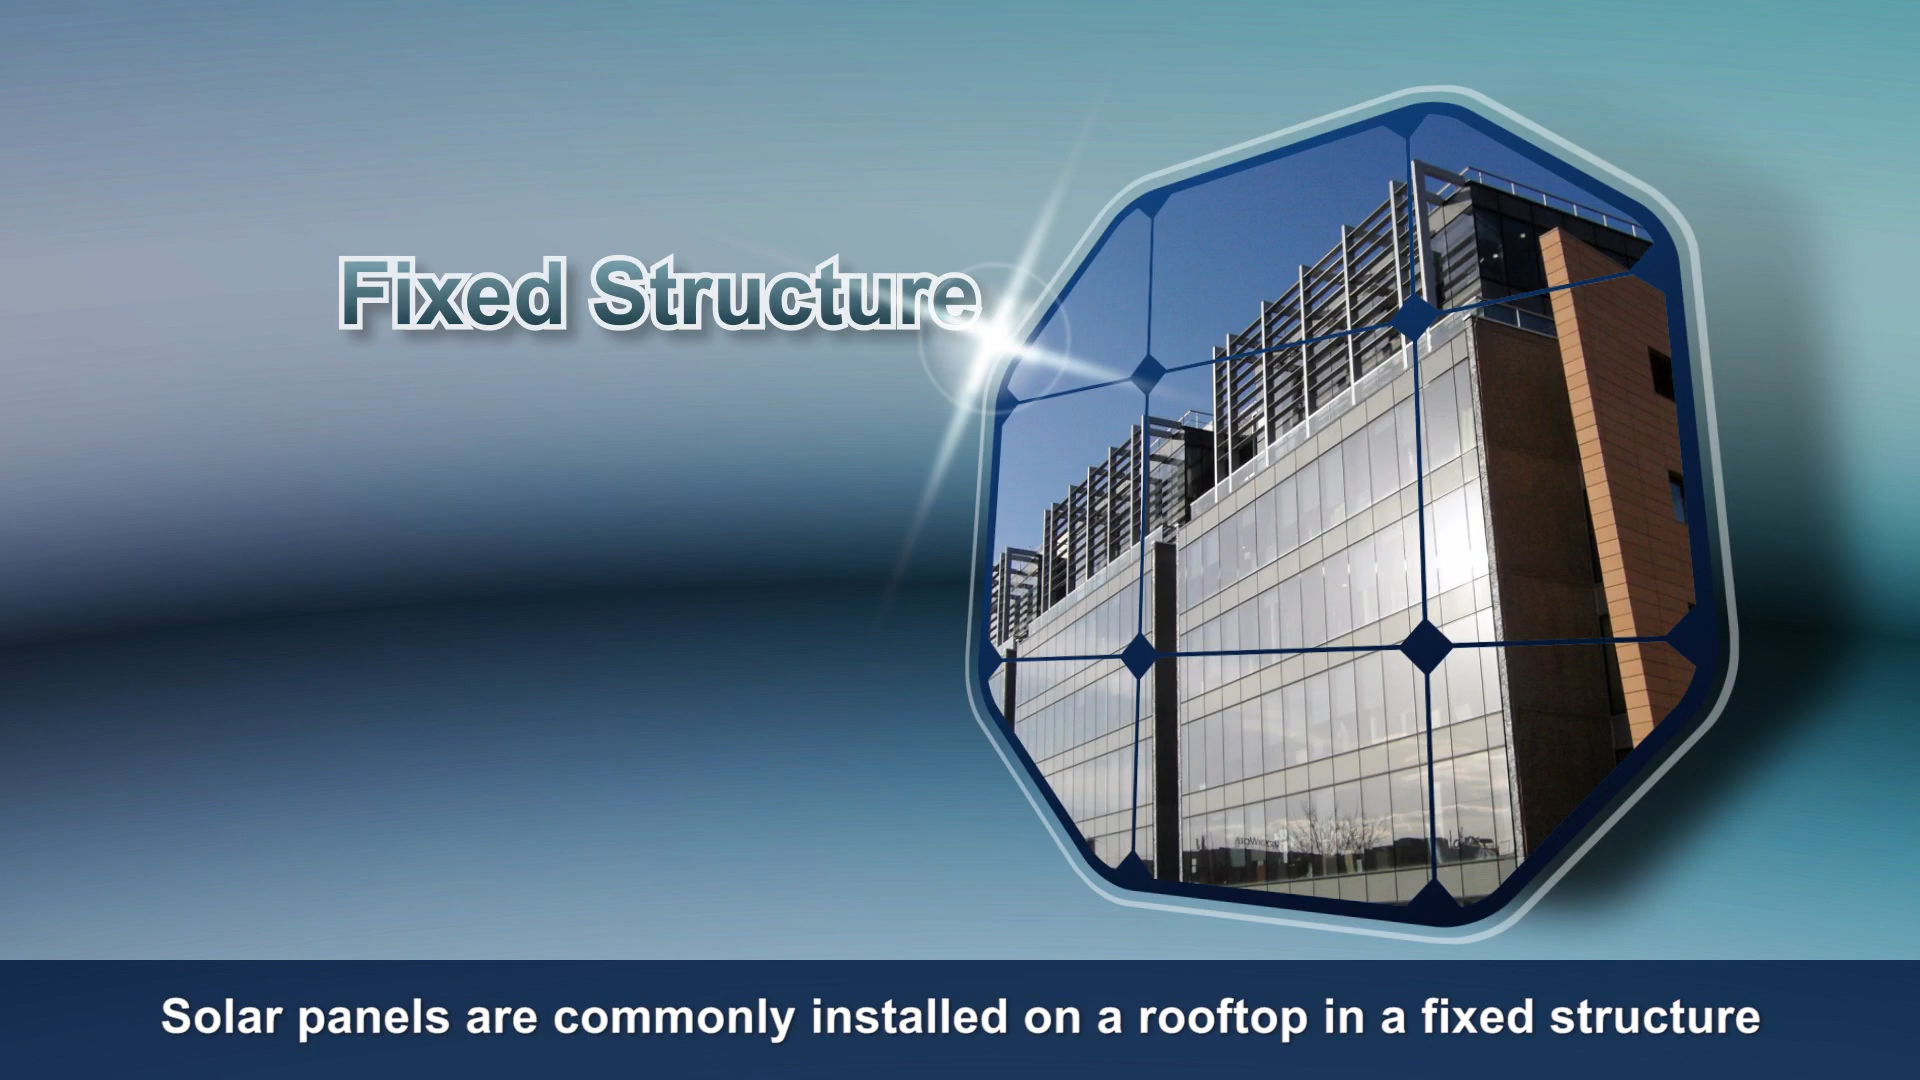 Fixed Structure
Solar panels are commonly installed on a rooftop in a fixed structure